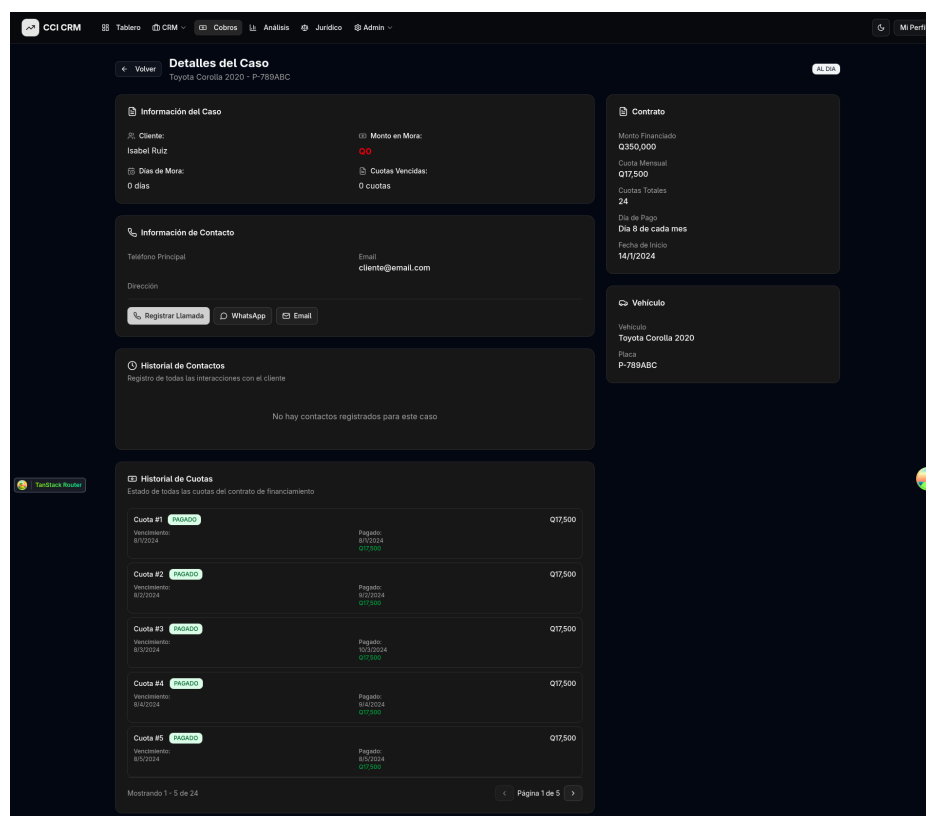 CCI CRM
Tablero
CRM
Cobros
Análisis
Jurídico
Admin
Mi Perfi
Volver
Detalles del Caso
Toyota Corolla 2020 - P-789ABC
AL DIA
Información del Caso
Cliente:
Isabel Ruiz
Monto en Mora:
Q0
Días de Mora:
0 días
Cuotas Vencidas:
0 cuotas
Información de Contacto
Teléfono Principal
Email
cliente@email.com
Dirección
Registrar Llamada
WhatsApp
Email
Historial de Contactos
Registro de todas las interacciones con el cliente
No hay contactos registrados para este caso
Historial de Cuotas
Estado de todas las cuotas del contrato de financiamiento
Cuota #1 PAGADO Q17,500
Vencimiento:
8/1/2024
Pagado:
8/1/2024
Q17,500
Cuota #2 PAGADO Q17,500
Vencimiento:
8/2/2024
Pagado:
9/2/2024
Q17,500
Cuota #3 PAGADO Q17,500
Vencimiento:
8/3/2024
Pagado:
10/3/2024
Q17,500
Cuota #4 PAGADO Q17,500
Vencimiento:
8/4/2024
Pagado:
9/4/2024
Q17,500
Cuota #5 PAGADO Q17,500
Vencimiento:
8/5/2024
Pagado:
8/5/2024
Q17,500
Mostrando 1 - 5 de 24
Página 1 de 5
Contrato
Monto Financiado
Q350,000
Cuota Mensual
Q17,500
Cuotas Totales
24
Día de Pago
Día 8 de cada mes
Fecha de Inicio
14/1/2024
Vehículo
Vehículo
Toyota Corolla 2020
Placa
P-789ABC
TanStack Router